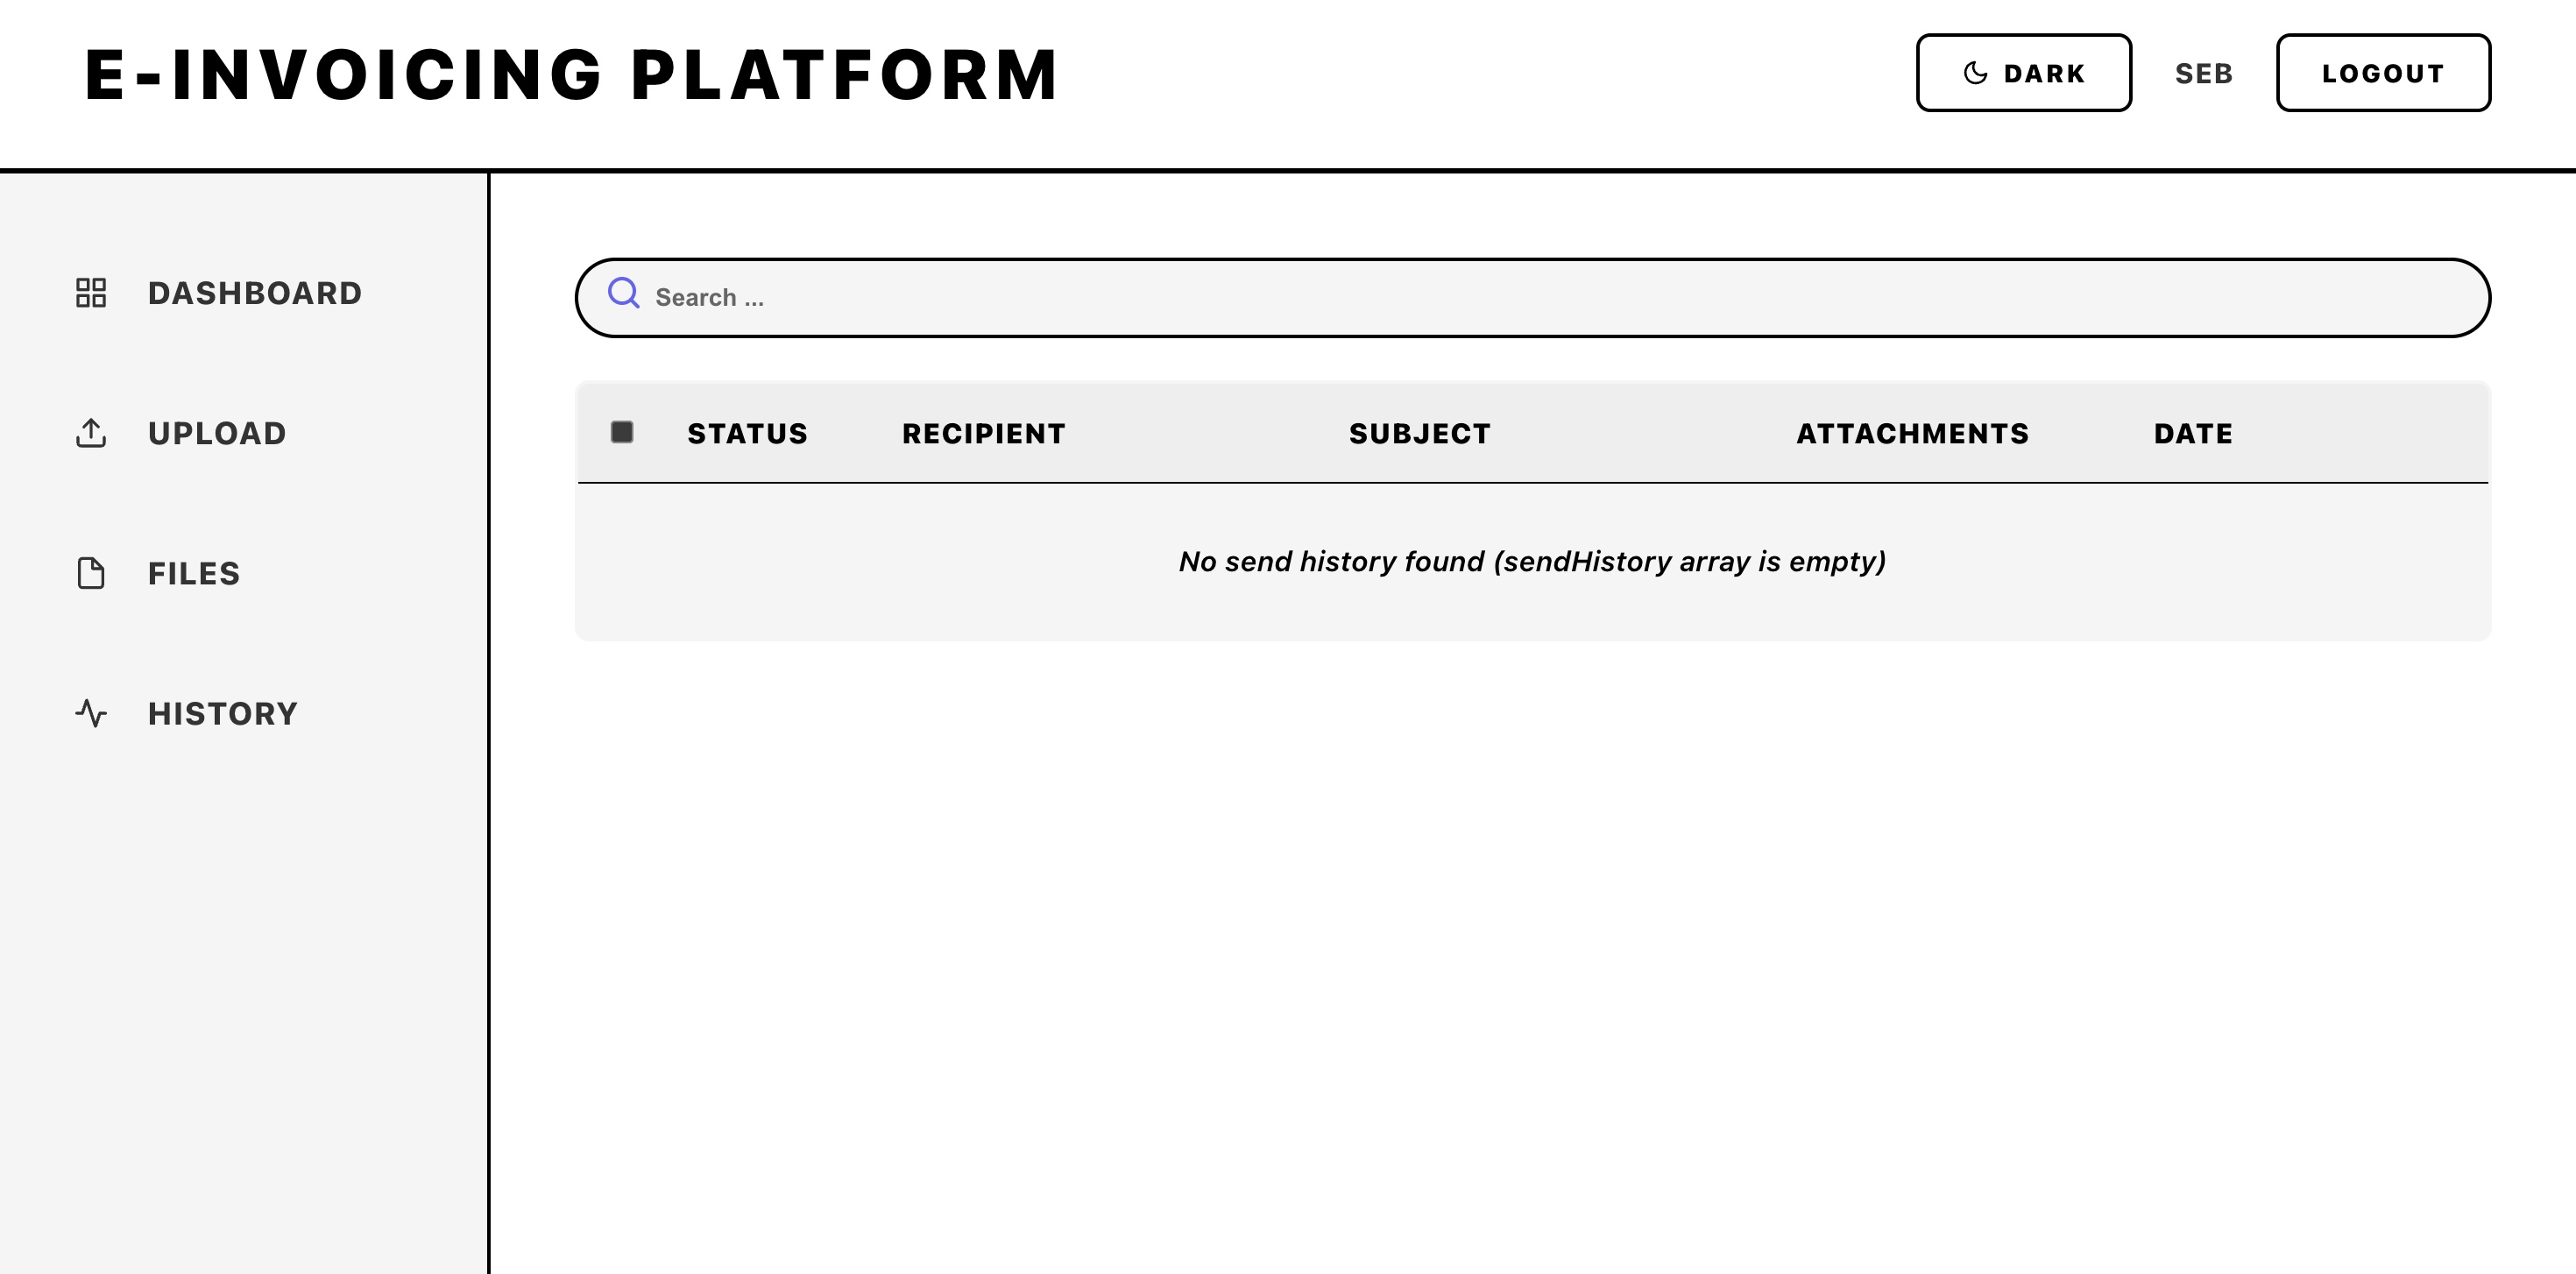 E-INVOICING PLATFORM
DARK
SEB
LOGOUT
DASHBOARD
UPLOAD
FILES
HISTORY
Search ...
STATUS RECIPIENT SUBJECT ATTACHMENTS DATE
No send history found (sendHistory array is empty)